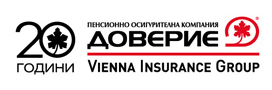 20
ГОДИНИ
ПЕНСИОННО ОСИГУРИТЕЛНА КОМПАНИЯ
ДОВЕРИЕ
VIENNA INSURANCE GROUP